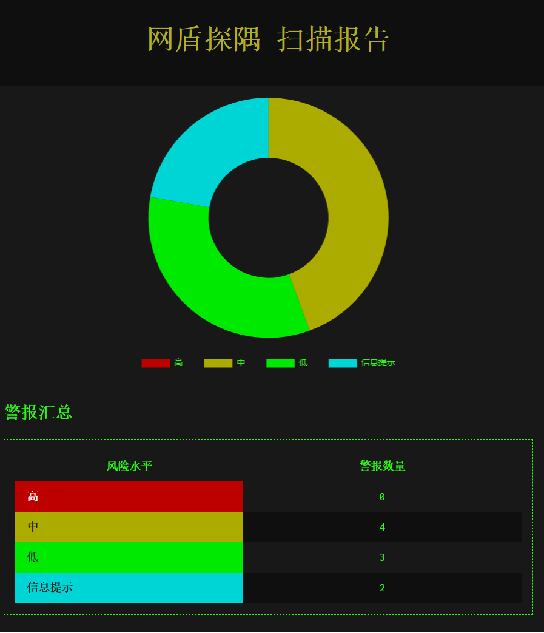 网盾探隅 扫描报告
高 中 低 信息提示
警报汇总
风险水平 警报数量
高 0
中 4
低 3
信息提示 2